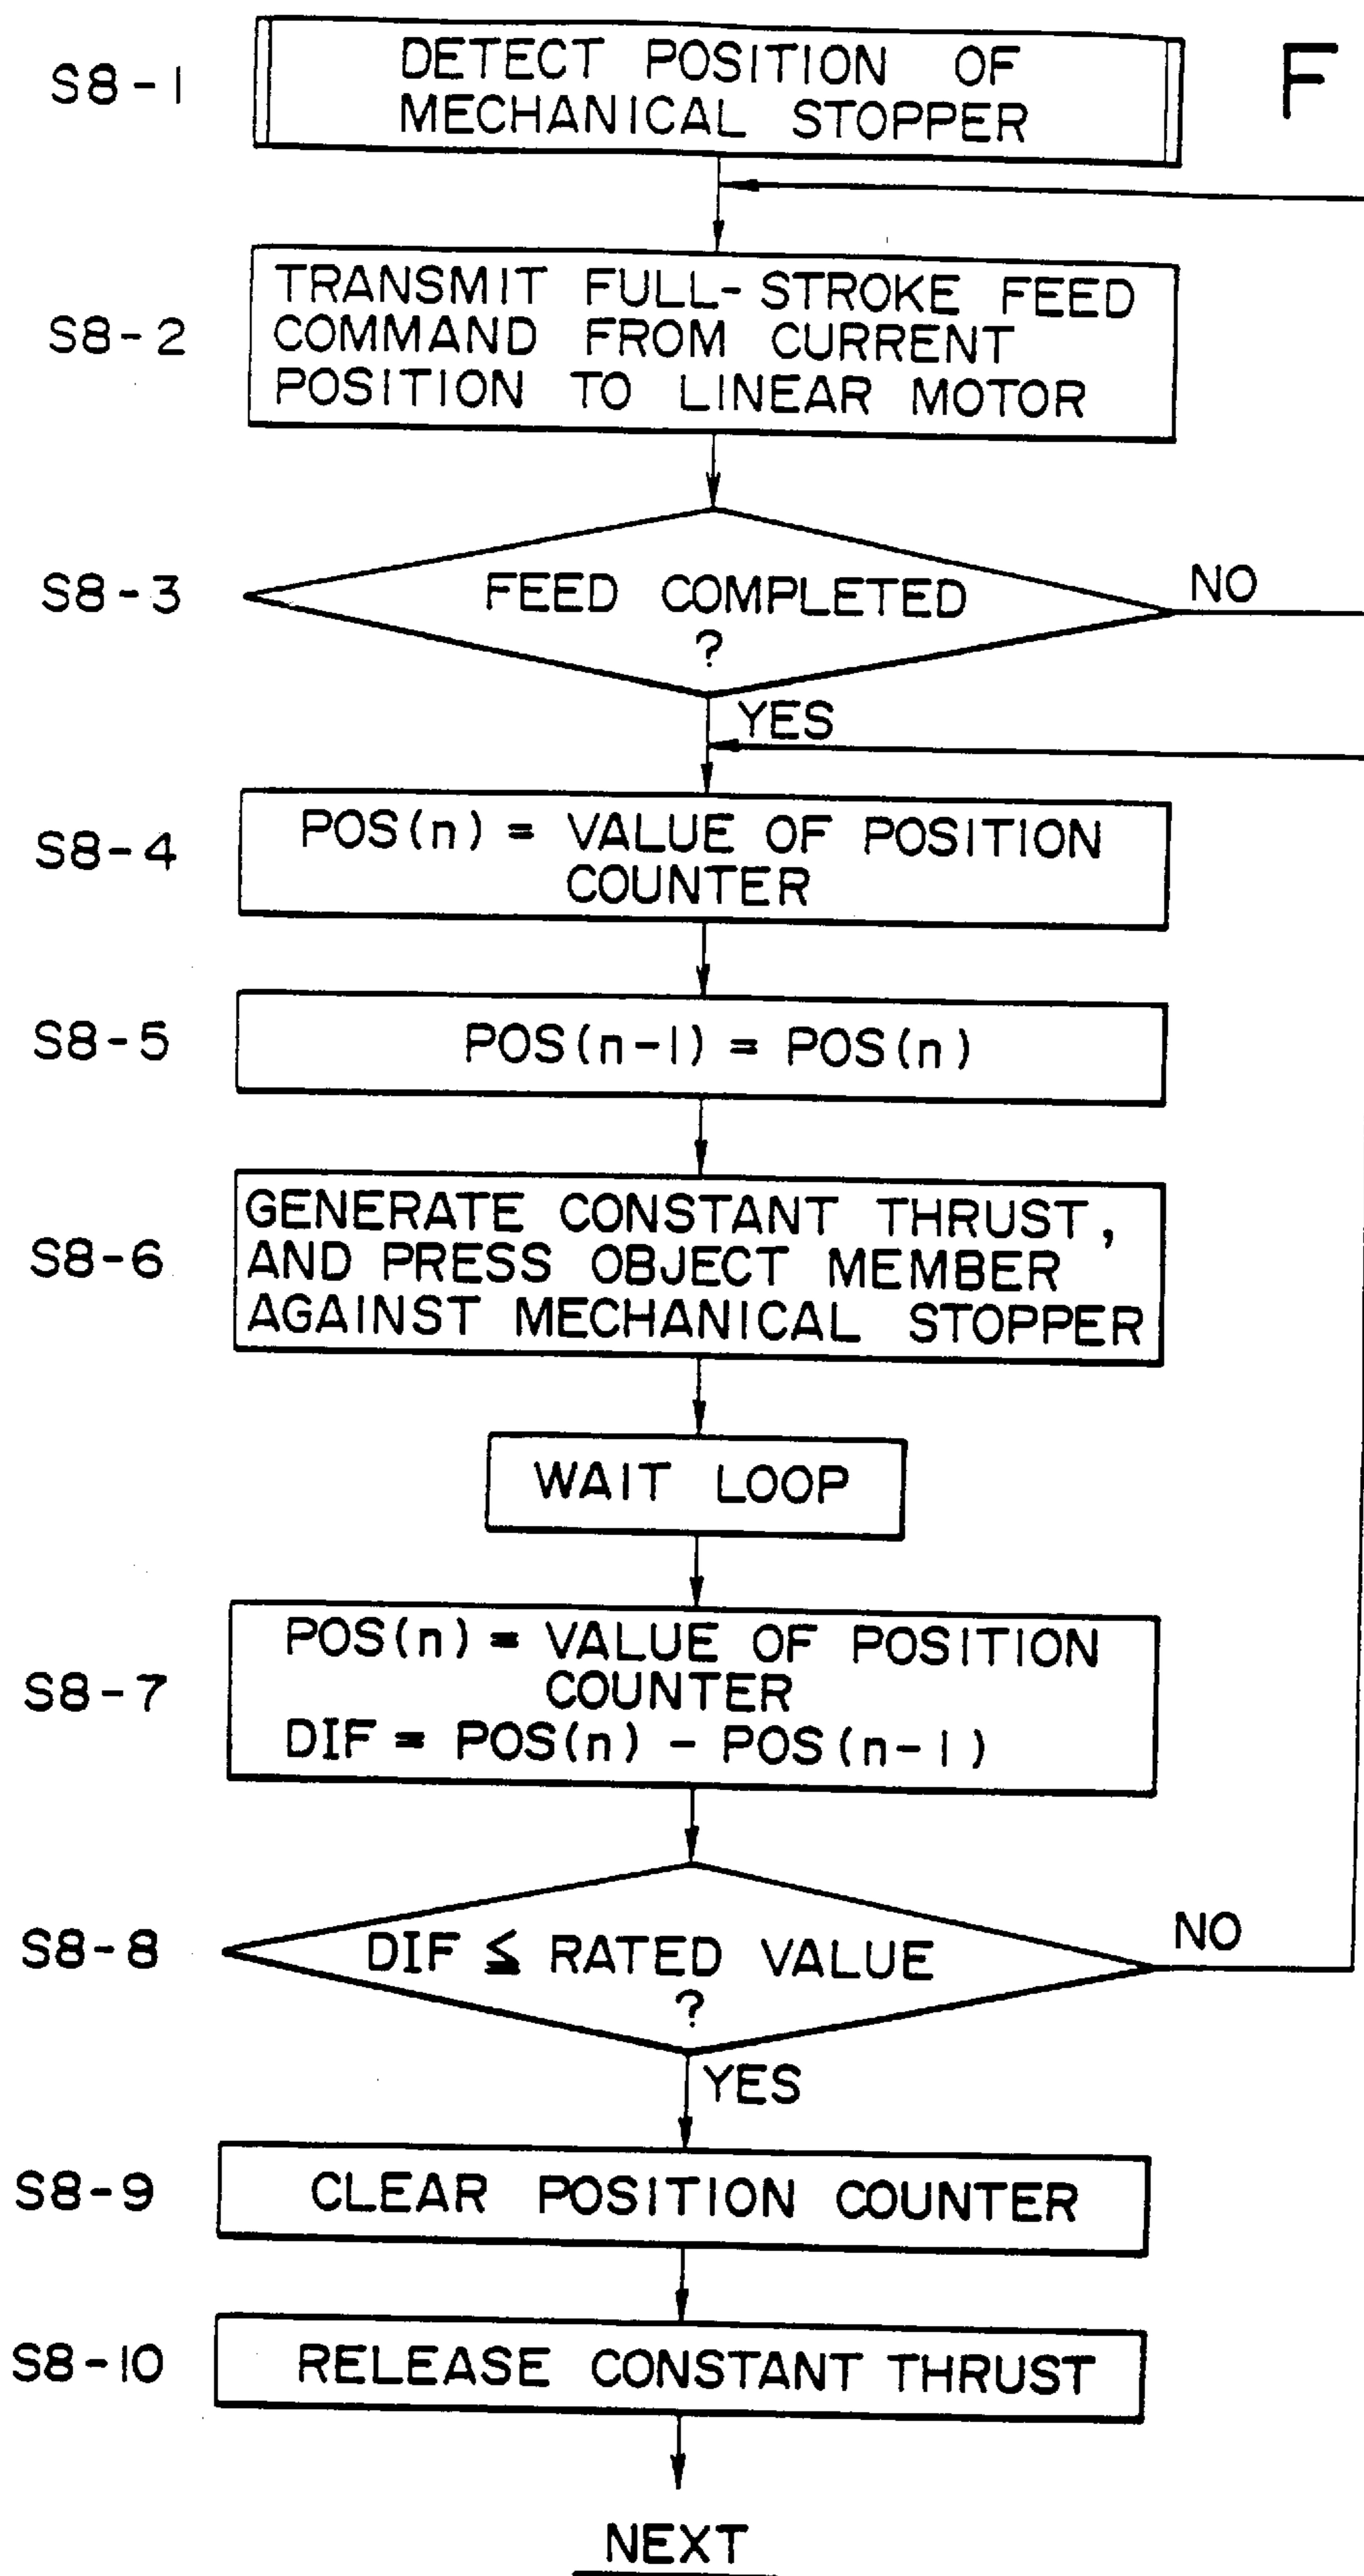 S8-1
DETECT POSITION OF
MECHANICAL STOPPER
F
S8-2
TRANSMIT FULL-STROKE FEED
COMMAND FROM CURRENT
POSITION TO LINEAR MOTOR
S8-3
FEED COMPLETED
?
NO
YES
S8-4
POS(n) = VALUE OF POSITION
COUNTER
S8-5
POS(n-1) = POS(n)
S8-6
GENERATE CONSTANT THRUST,
AND PRESS OBJECT MEMBER
AGAINST MECHANICAL STOPPER
WAIT LOOP
S8-7
POS(n) = VALUE OF POSITION
COUNTER
DIF = POS(n) - POS(n-1)
S8-8
DIF ≦ RATED VALUE
?
NO
YES
S8-9
CLEAR POSITION COUNTER
S8-10
RELEASE CONSTANT THRUST
NEXT